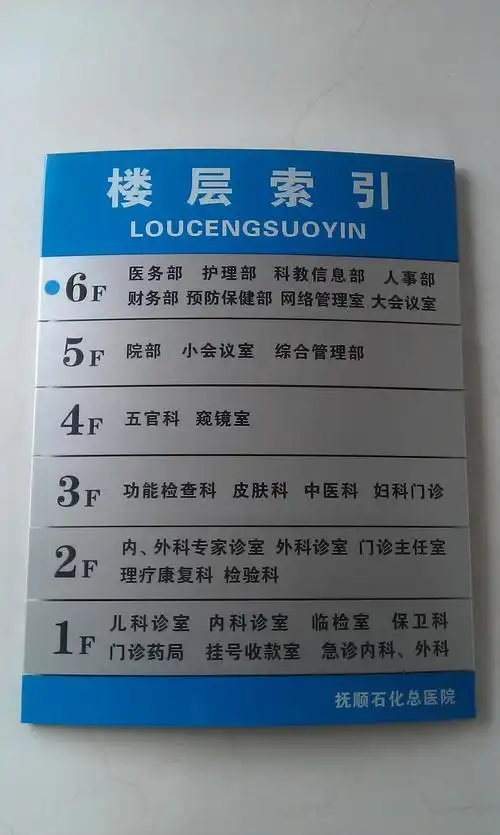 楼层索引
LOUCENGSUOYIN
6F 医务部 护理部 科教信息部 人事部
财务部 预防保健部 网络管理室 大会议室
5F 院部 小会议室 综合管理部
4F 五官科 窥镜室
3F 功能检查科 皮肤科 中医科 妇科门诊
2F 内、外科专家诊室 外科诊室 门诊主任室
理疗康复科 检验科
1F 儿科诊室 内科诊室 临检室 保卫科
门诊药局 挂号收款室 急诊内科、外科
抚顺石化总医院